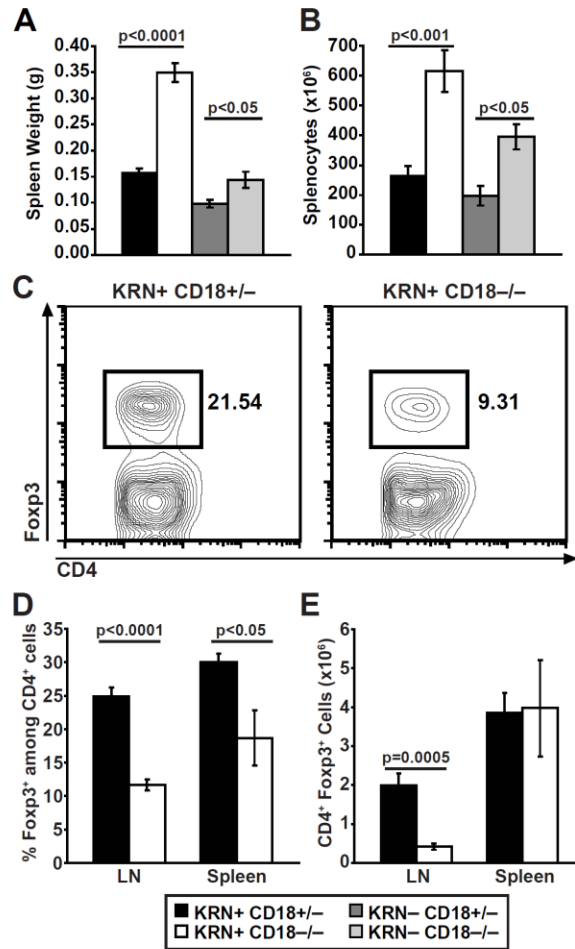 A
B
p<0.0001
p<0.001
p<0.05
p<0.05
Spleen Weight (g)
0.40
0.35
0.30
0.25
0.20
0.15
0.10
0.05
0.00
Splenocytes (x10⁶)
700
600
500
400
300
200
100
0
C
KRN+ CD18+/–
KRN+ CD18–/–
21.54
9.31
Foxp3
CD4
D
E
% Foxp3⁺ among CD4⁺ cells
35
30
25
20
15
10
5
0
p<0.0001
p<0.05
LN
Spleen
CD4⁺ Foxp3⁺ Cells (x10⁶)
6
5
4
3
2
1
0
p=0.0005
LN
Spleen
KRN+ CD18+/–
KRN– CD18+/–
KRN+ CD18–/–
KRN– CD18–/–